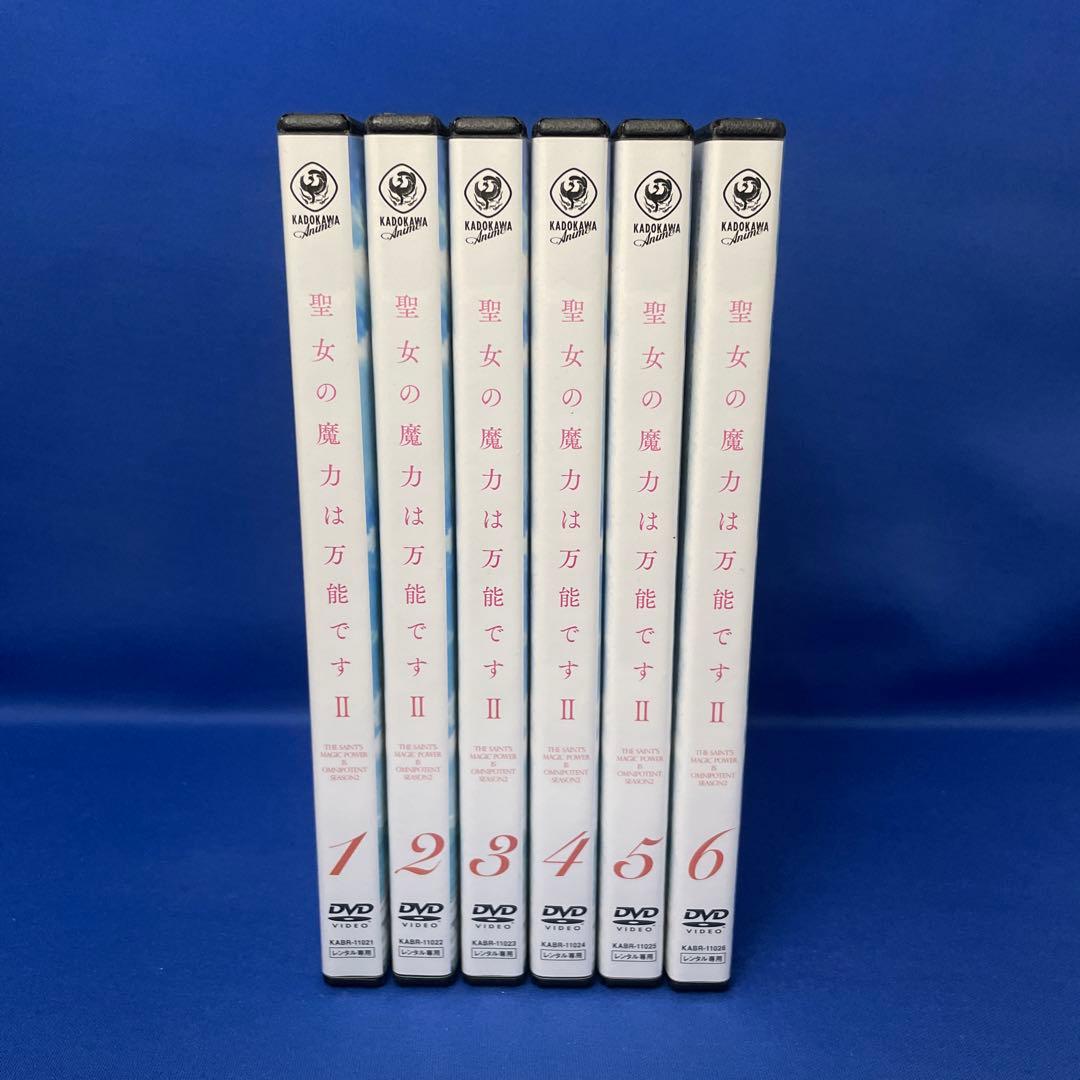 KADOKAWA
Anime
聖女の魔力は万能です II
THE SAINT'S
MAGIC POWER
IS
OMNIPOTENT
SEASON2
1
DVD
VIDEO
KABR-11021
レンタル専用
KADOKAWA
Anime
聖女の魔力は万能です II
THE SAINT'S
MAGIC POWER
IS
OMNIPOTENT
SEASON2
2
DVD
VIDEO
KABR-11022
レンタル専用
KADOKAWA
Anime
聖女の魔力は万能です II
THE SAINT'S
MAGIC POWER
IS
OMNIPOTENT
SEASON2
3
DVD
VIDEO
KABR-11023
レンタル専用
KADOKAWA
Anime
聖女の魔力は万能です II
THE SAINT'S
MAGIC POWER
IS
OMNIPOTENT
SEASON2
4
DVD
VIDEO
KABR-11024
レンタル専用
KADOKAWA
Anime
聖女の魔力は万能です II
THE SAINT'S
MAGIC POWER
IS
OMNIPOTENT
SEASON2
5
DVD
VIDEO
KABR-11025
レンタル専用
KADOKAWA
Anime
聖女の魔力は万能です II
THE SAINT'S
MAGIC POWER
IS
OMNIPOTENT
SEASON2
6
DVD
VIDEO
KABR-11026
レンタル専用